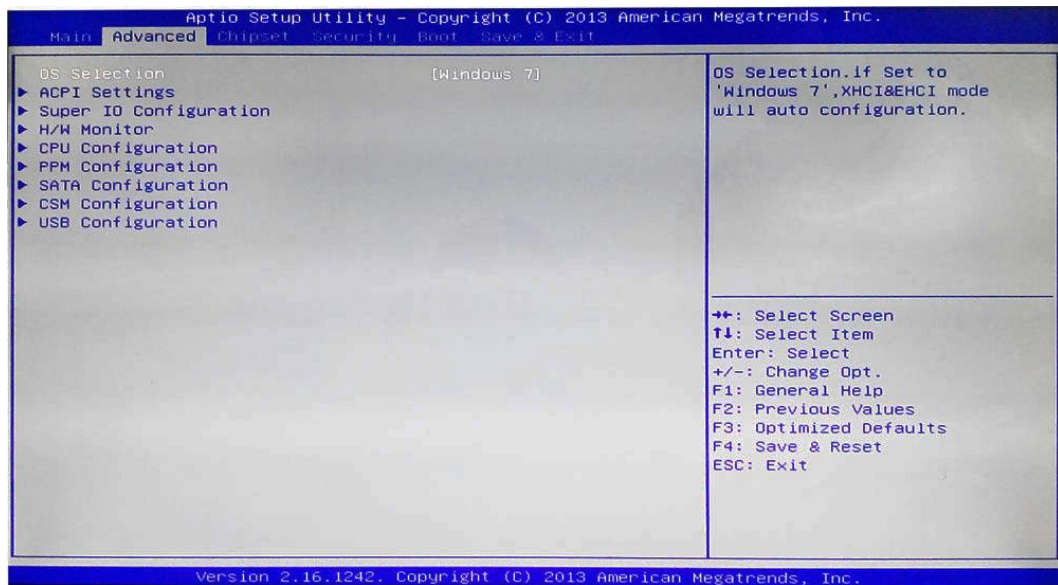 Aptio Setup Utility – Copyright (C) 2013 American Megatrends, Inc.
Main Advanced Chipset Security Boot Save & Exit
OS Selection [Windows 7]
► ACPI Settings
► Super IO Configuration
► H/W Monitor
► CPU Configuration
► PPM Configuration
► SATA Configuration
► CSM Configuration
► USB Configuration
OS Selection.if Set to
'Windows 7',XHCI&EHCI mode
will auto configuration.
→←: Select Screen
↑↓: Select Item
Enter: Select
+/-: Change Opt.
F1: General Help
F2: Previous Values
F3: Optimized Defaults
F4: Save & Reset
ESC: Exit
Version 2.16.1242. Copyright (C) 2013 American Megatrends, Inc.